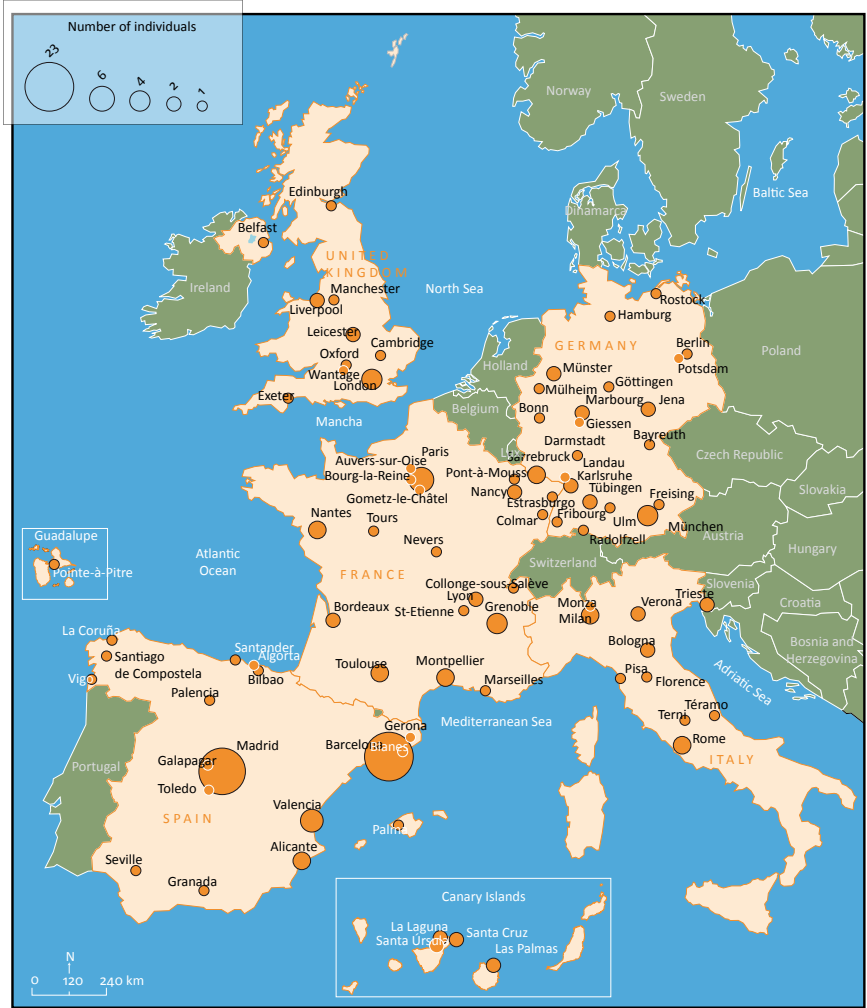 Number of individuals
23
6
4
2
1
Norway
Sweden
Edinburgh
Baltic Sea
Dinamarca
Belfast
UNITED
KINGDOM
Ireland
North Sea
Manchester
Liverpool
Rostock
Hamburg
Leicester
Cambridge
GERMANY
Berlin
Poland
Oxford
Holland
Potsdam
Wantage
Münster
London
Göttingen
Mülheim
Exeter
Marbourg
Jena
Belgium
Bonn
Mancha
Giessen
Bayreuth
Darmstadt
Paris
Lux
Sarrebruck
Czech Republic
Auvers-sur-Oise
Landau
Bourg-la-Reine
Pont-à-Mouss
Karlsruhe
Nancy
Tübingen
Slovakia
Gometz-le-Châtel
Estrasburgo
Freising
Nantes
Tours
Colmar
Fribourg
Ulm
München
Guadalupe
Nevers
Radolfzell
Austria
Hungary
Atlantic
Ocean
Pointe-à-Pitre
FRANCE
Switzerland
Collonge-sous-Salève
Slovenia
Trieste
Lyon
Monza
Croatia
Bordeaux
St-Etienne
Grenoble
Milan
Verona
La Coruña
Santander
Bologna
Bosnia and
Herzegovina
Santiago
de Compostela
Algorta
Toulouse
Montpellier
Pisa
Florence
Adriatic Sea
Vigo
Bilbao
Marseilles
Palencia
Téramo
Terni
Gerona
Mediterranean Sea
Madrid
Barcelona
Blanes
Rome
Galapagar
ITALY
Portugal
Toledo
Valencia
SPAIN
Palma
Alicante
Seville
Granada
Canary Islands
La Laguna
Santa Cruz
Santa Úrsula
Las Palmas
N
0 120 240 km